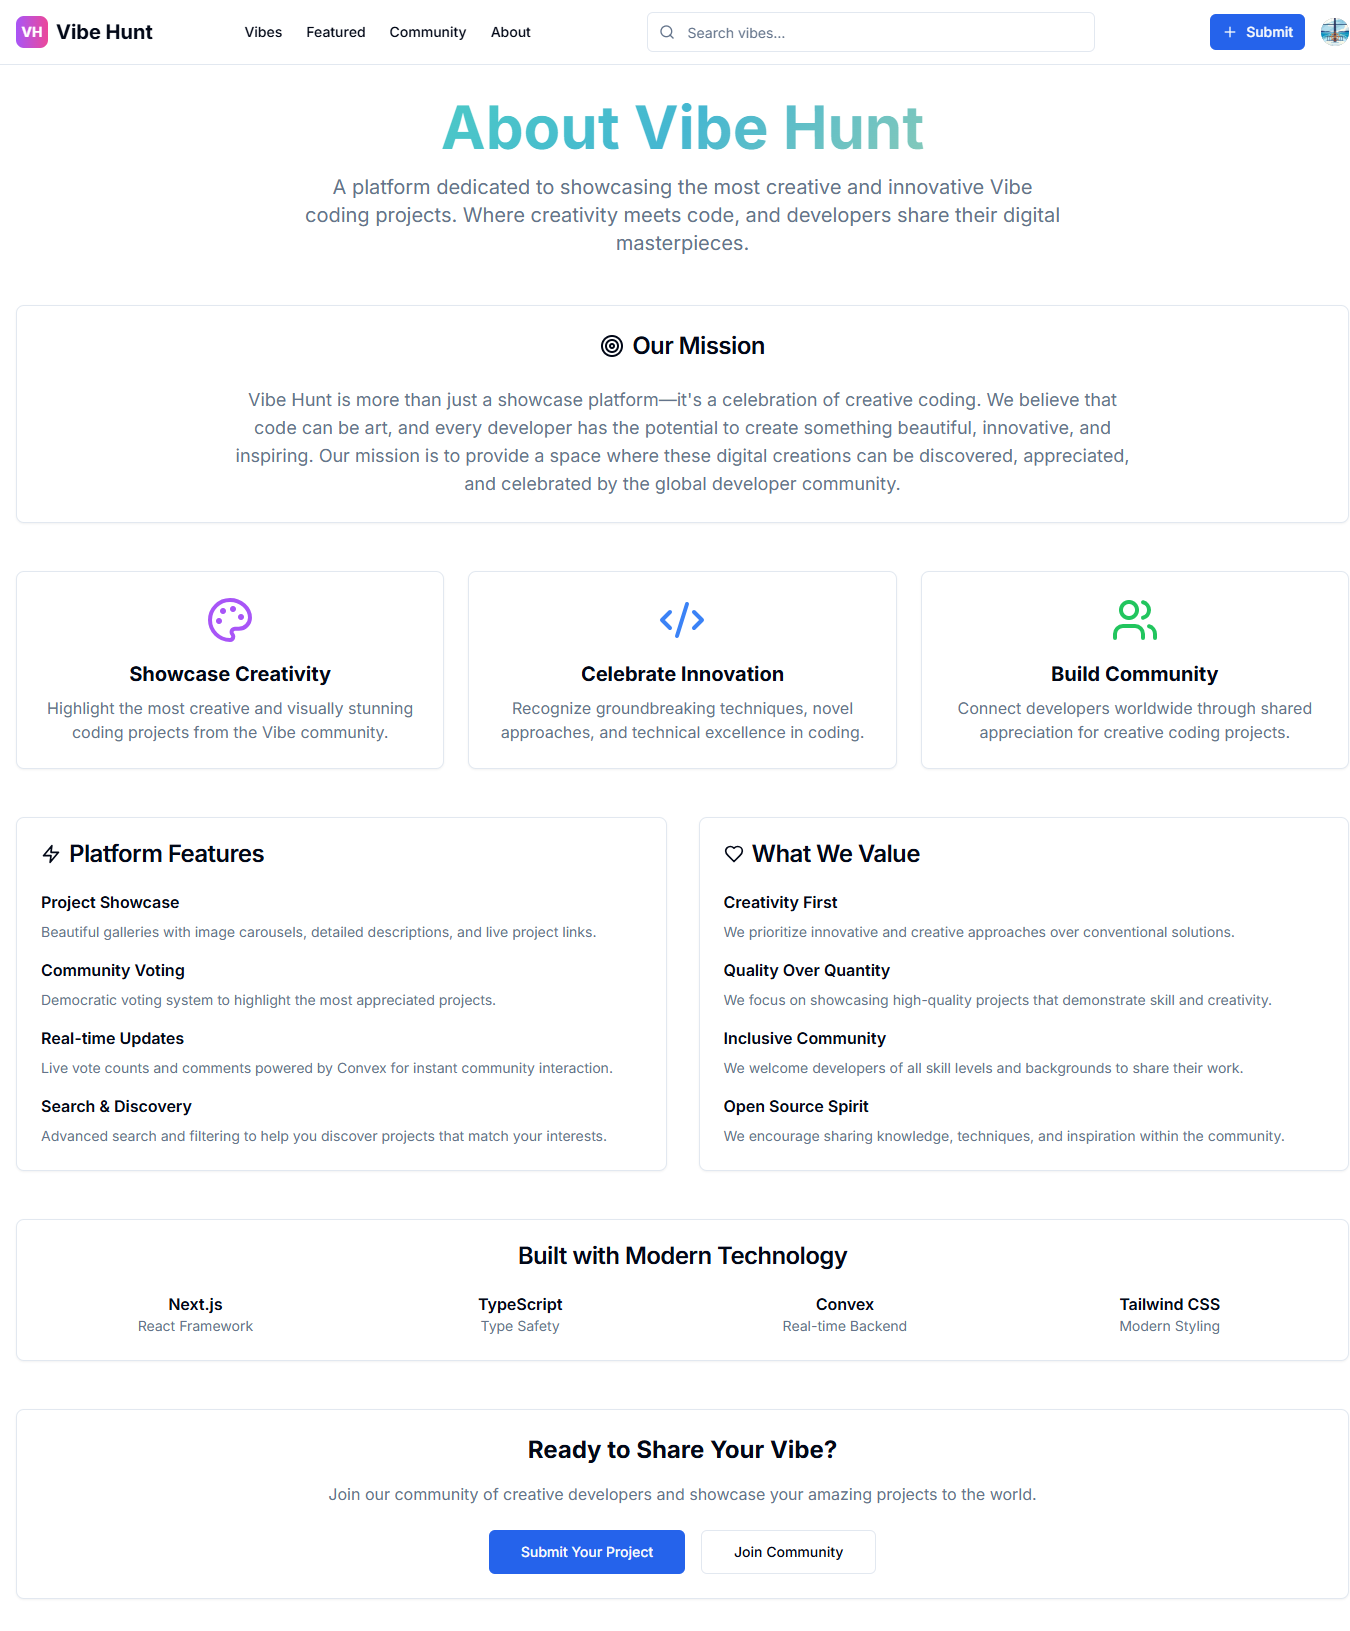 VH Vibe Hunt Vibes Featured Community About Search vibes... + Submit
About Vibe Hunt
A platform dedicated to showcasing the most creative and innovative Vibe
coding projects. Where creativity meets code, and developers share their digital
masterpieces.
Our Mission
Vibe Hunt is more than just a showcase platform—it's a celebration of creative coding. We believe that
code can be art, and every developer has the potential to create something beautiful, innovative, and
inspiring. Our mission is to provide a space where these digital creations can be discovered, appreciated,
and celebrated by the global developer community.
Showcase Creativity
Highlight the most creative and visually stunning
coding projects from the Vibe community.
Celebrate Innovation
Recognize groundbreaking techniques, novel
approaches, and technical excellence in coding.
Build Community
Connect developers worldwide through shared
appreciation for creative coding projects.
Platform Features
Project Showcase
Beautiful galleries with image carousels, detailed descriptions, and live project links.
Community Voting
Democratic voting system to highlight the most appreciated projects.
Real-time Updates
Live vote counts and comments powered by Convex for instant community interaction.
Search & Discovery
Advanced search and filtering to help you discover projects that match your interests.
What We Value
Creativity First
We prioritize innovative and creative approaches over conventional solutions.
Quality Over Quantity
We focus on showcasing high-quality projects that demonstrate skill and creativity.
Inclusive Community
We welcome developers of all skill levels and backgrounds to share their work.
Open Source Spirit
We encourage sharing knowledge, techniques, and inspiration within the community.
Built with Modern Technology
Next.js
React Framework
TypeScript
Type Safety
Convex
Real-time Backend
Tailwind CSS
Modern Styling
Ready to Share Your Vibe?
Join our community of creative developers and showcase your amazing projects to the world.
Submit Your Project
Join Community